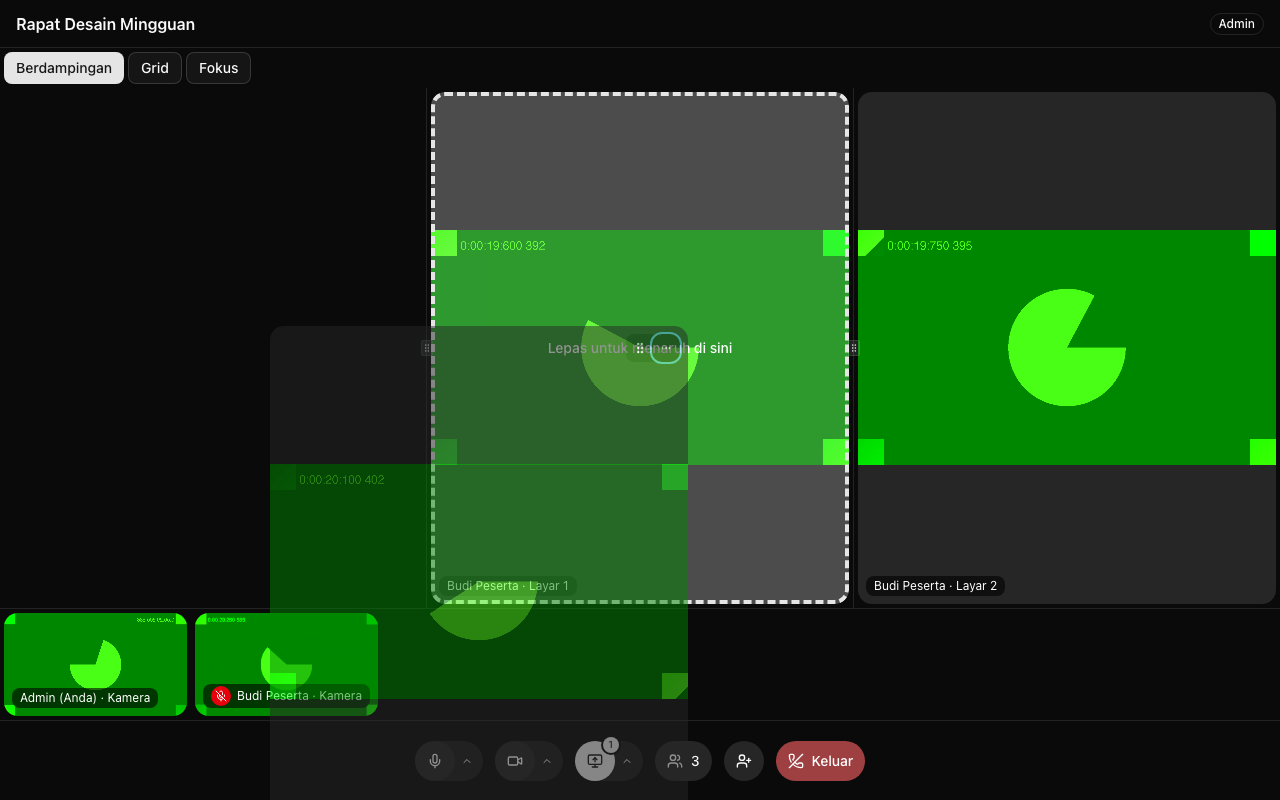 Rapat Desain Mingguan
Admin
Berdampingan
Grid
Fokus
0:00:19:600 392
0:00:19:750 395
Lepas untuk menaruh di sini
0:00:20:100 402
Budi Peserta · Layar 1
Budi Peserta · Layar 2
Admin (Anda) · Kamera
Budi Peserta · Kamera
1
3
Keluar